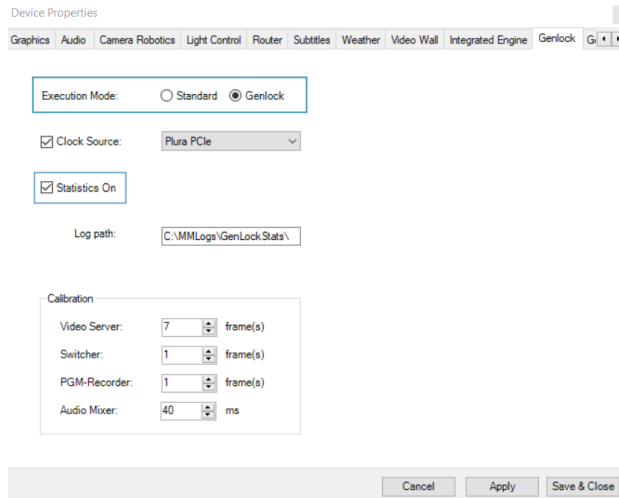 Device Properties
Graphics Audio Camera Robotics Light Control Router Subtitles Weather Video Wall Integrated Engine Genlock
Execution Mode: Standard Genlock
Clock Source: Plura PCIe
Statistics On
Log path: C:\MMLogs\GenLockStats\
Calibration
Video Server: 7 frame(s)
Switcher: 1 frame(s)
PGM-Recorder: 1 frame(s)
Audio Mixer: 40 ms
Cancel Apply Save & Close